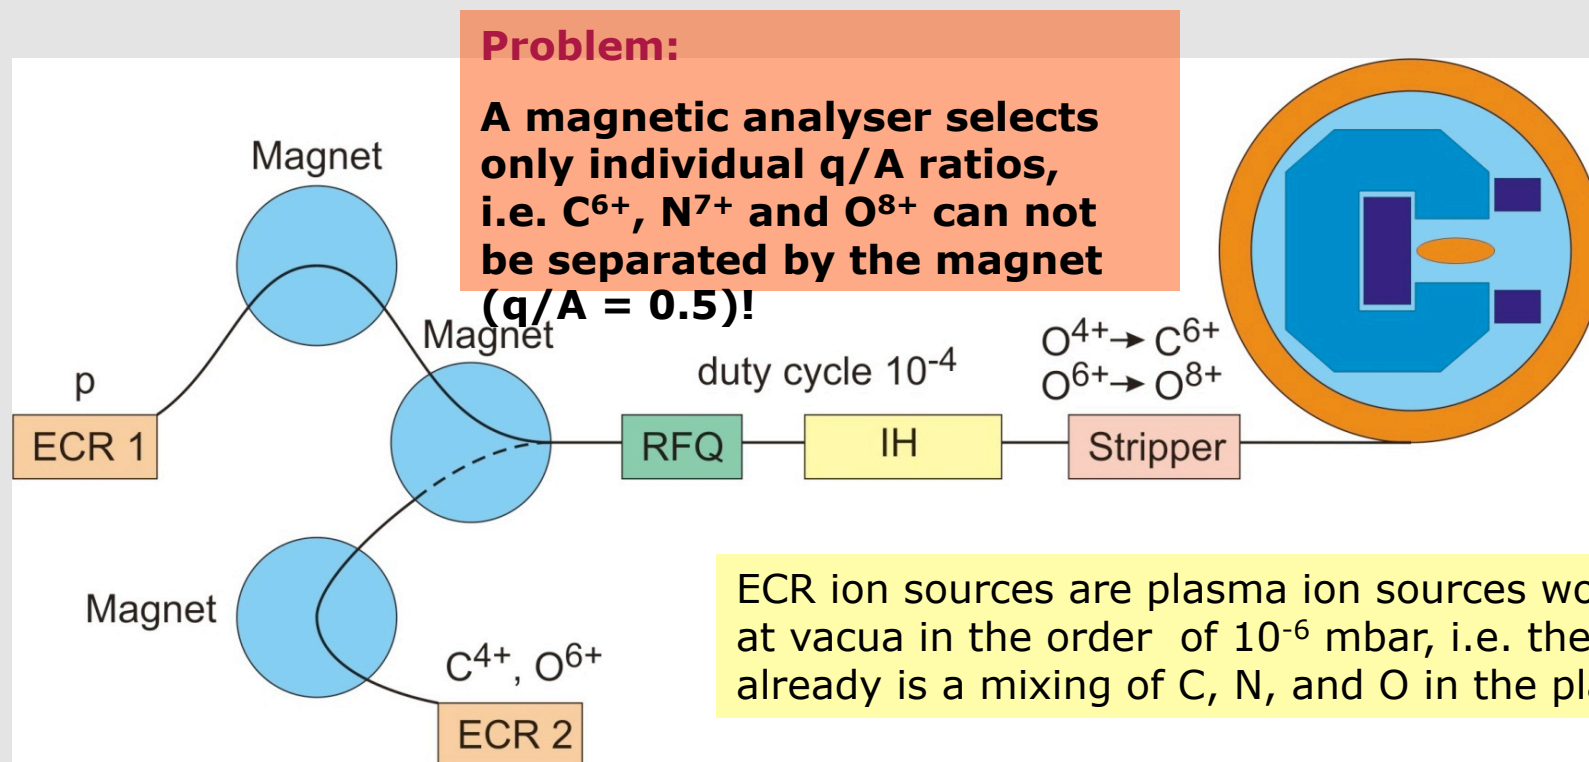 Problem:
A magnetic analyser selects
only individual q/A ratios,
i.e. C⁶⁺, N⁷⁺ and O⁸⁺ can not
be separated by the magnet
(q/A = 0.5)!
Magnet
Magnet
p
ECR 1
duty cycle 10⁻⁴
O⁴⁺→ C⁶⁺
O⁶⁺→ O⁸⁺
RFQ
IH
Stripper
Magnet
C⁴⁺, O⁶⁺
ECR 2
ECR ion sources are plasma ion sources
at vacua in the order of 10⁻⁶ mbar, i.e.
already is a mixing of C, N, and O in the